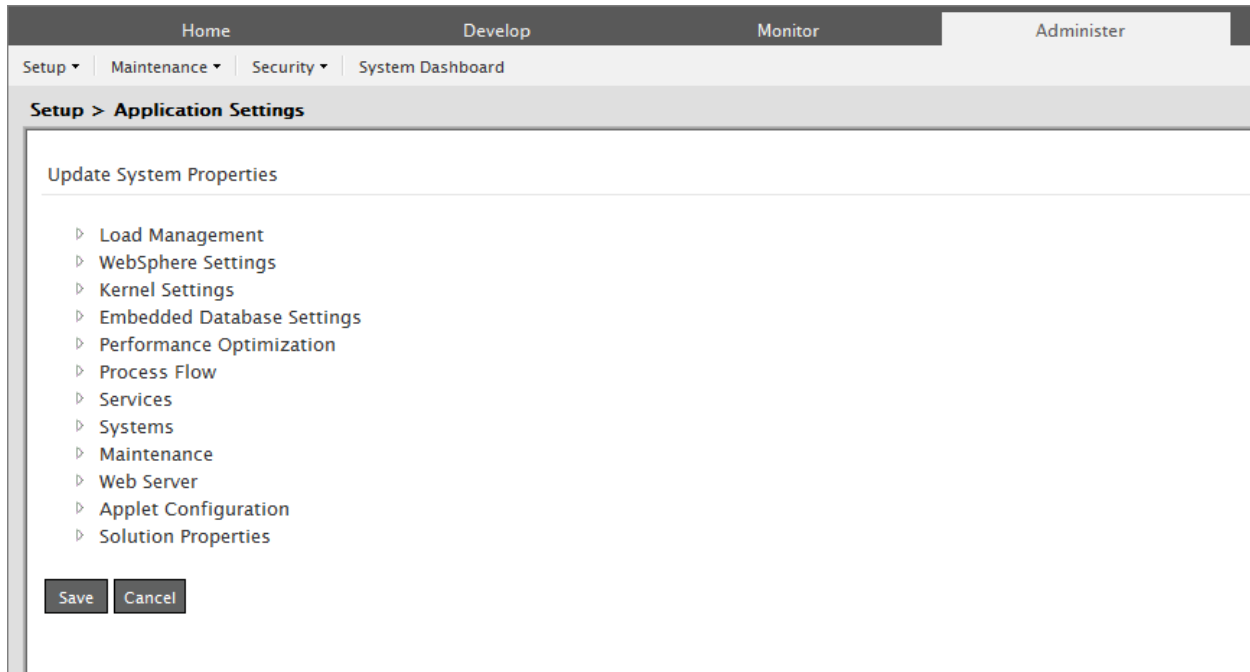 Home Develop Monitor Administer
Setup Maintenance Security System Dashboard
Setup > Application Settings
Update System Properties
Load Management
WebSphere Settings
Kernel Settings
Embedded Database Settings
Performance Optimization
Process Flow
Services
Systems
Maintenance
Web Server
Applet Configuration
Solution Properties
Save Cancel